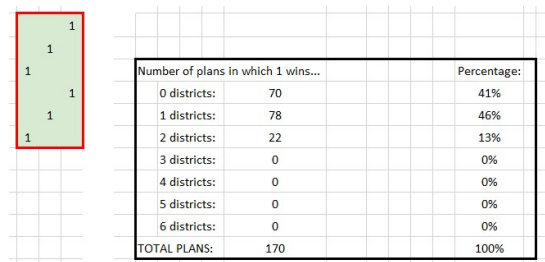 1
1
1
1
1
1
Number of plans in which 1 wins... Percentage:
0 districts: 70 41%
1 districts: 78 46%
2 districts: 22 13%
3 districts: 0 0%
4 districts: 0 0%
5 districts: 0 0%
6 districts: 0 0%
TOTAL PLANS: 170 100%